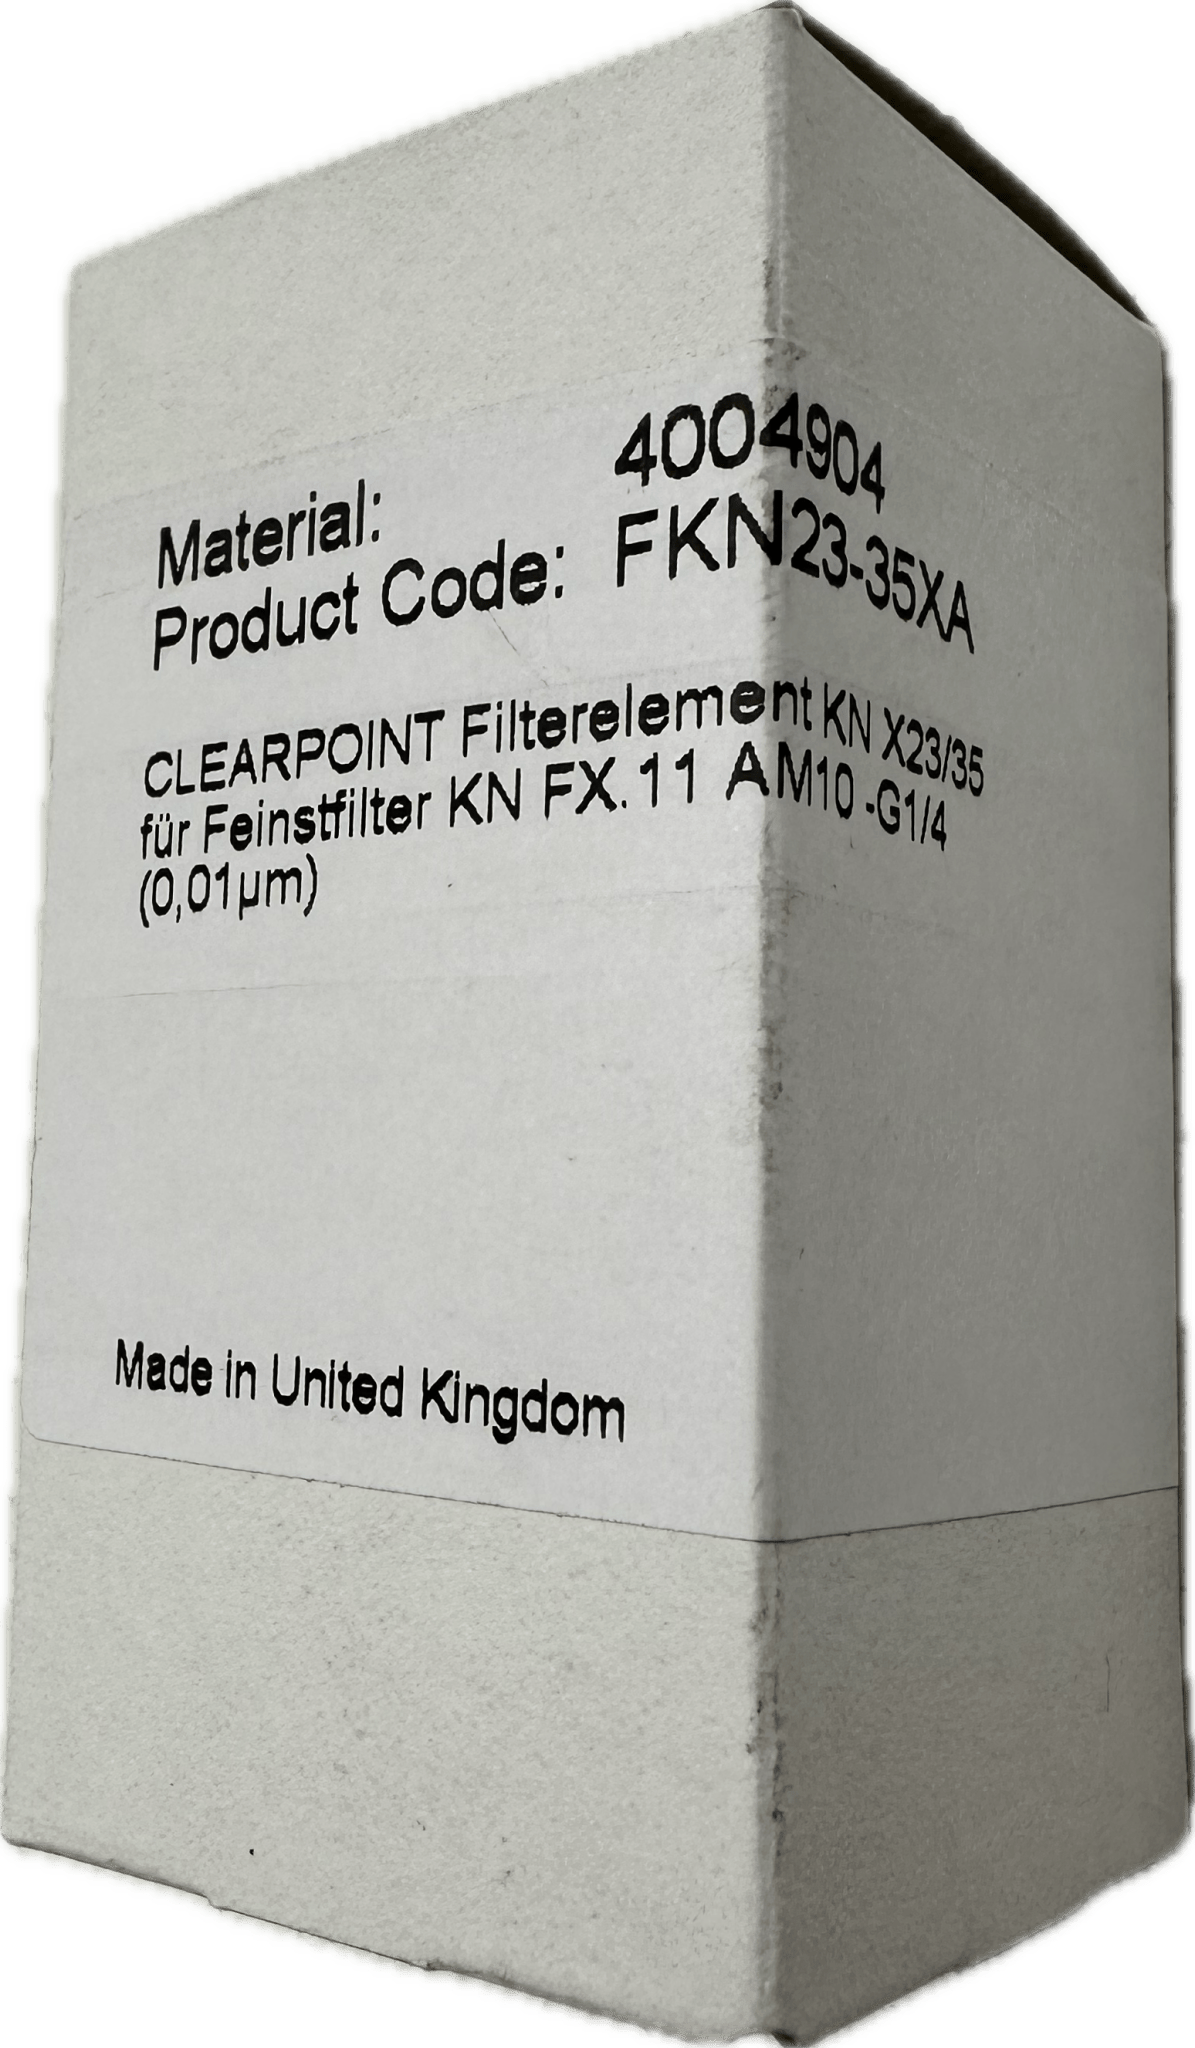 Material: 4004904
Product Code: FKN23-35XA
CLEARPOINT Filterelement KN X23/35
für Feinstfilter KN FX.11 AM10 -G1/4
(0,01µm)
Made in United Kingdom